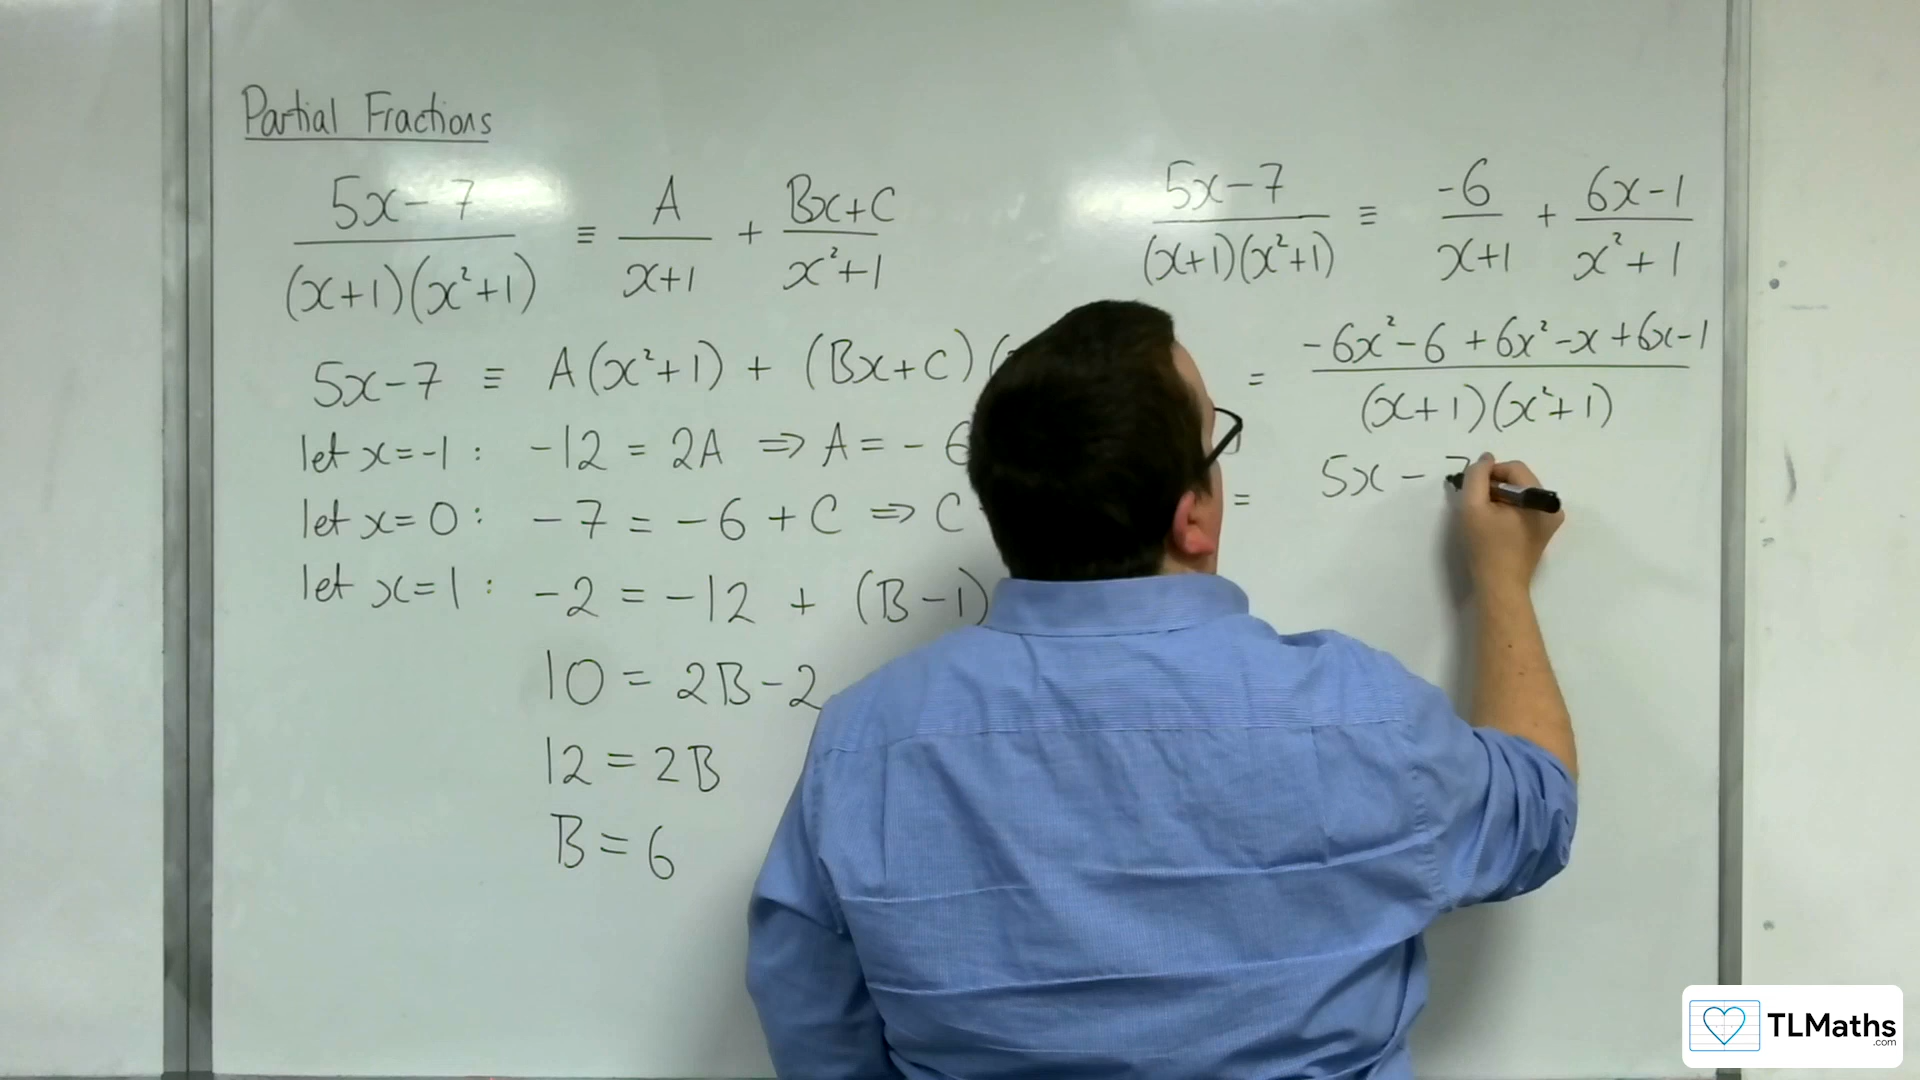 Partial Fractions
5x-7 / (x+1)(x²+1) ≡ A / x+1 + Bx+C / x²+1
5x-7 ≡ A(x²+1) + (Bx+C)(
let x=-1 : -12 = 2A ⇒ A = -6
let x=0 : -7 = -6 + C ⇒ C
let x=1 : -2 = -12 + (B-1)
10 = 2B-2
12 = 2B
B = 6
5x-7 / (x+1)(x²+1) ≡ -6 / x+1 + 6x-1 / x²+1
= -6x²-6+6x²-x+6x-1 / (x+1)(x²+1)
= 5x-7
TLMaths
.com